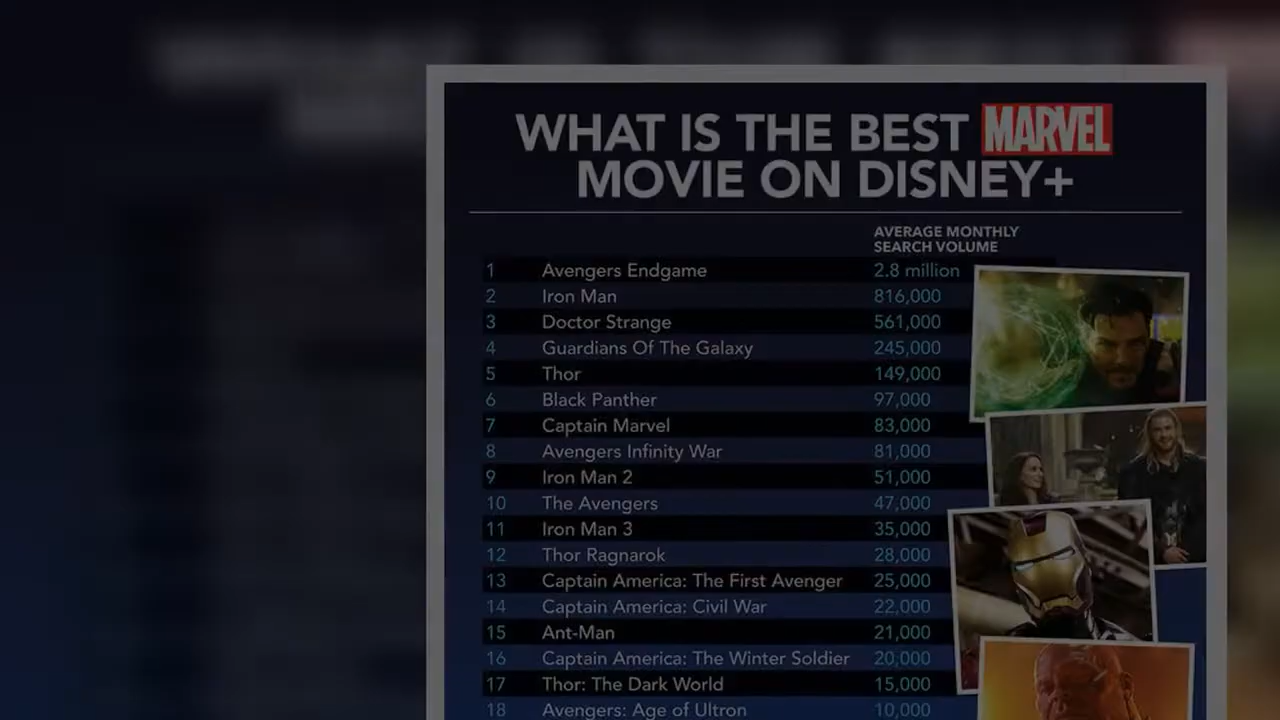 WHAT IS THE BEST MARVEL
MOVIE ON DISNEY+
AVERAGE MONTHLY
SEARCH VOLUME
1 Avengers Endgame 2.8 million
2 Iron Man 816,000
3 Doctor Strange 561,000
4 Guardians Of The Galaxy 245,000
5 Thor 149,000
6 Black Panther 97,000
7 Captain Marvel 83,000
8 Avengers Infinity War 81,000
9 Iron Man 2 51,000
10 The Avengers 47,000
11 Iron Man 3 35,000
12 Thor Ragnarok 28,000
13 Captain America: The First Avenger 25,000
14 Captain America: Civil War 22,000
15 Ant-Man 21,000
16 Captain America: The Winter Soldier 20,000
17 Thor: The Dark World 15,000
18 Avengers: Age of Ultron 10,000